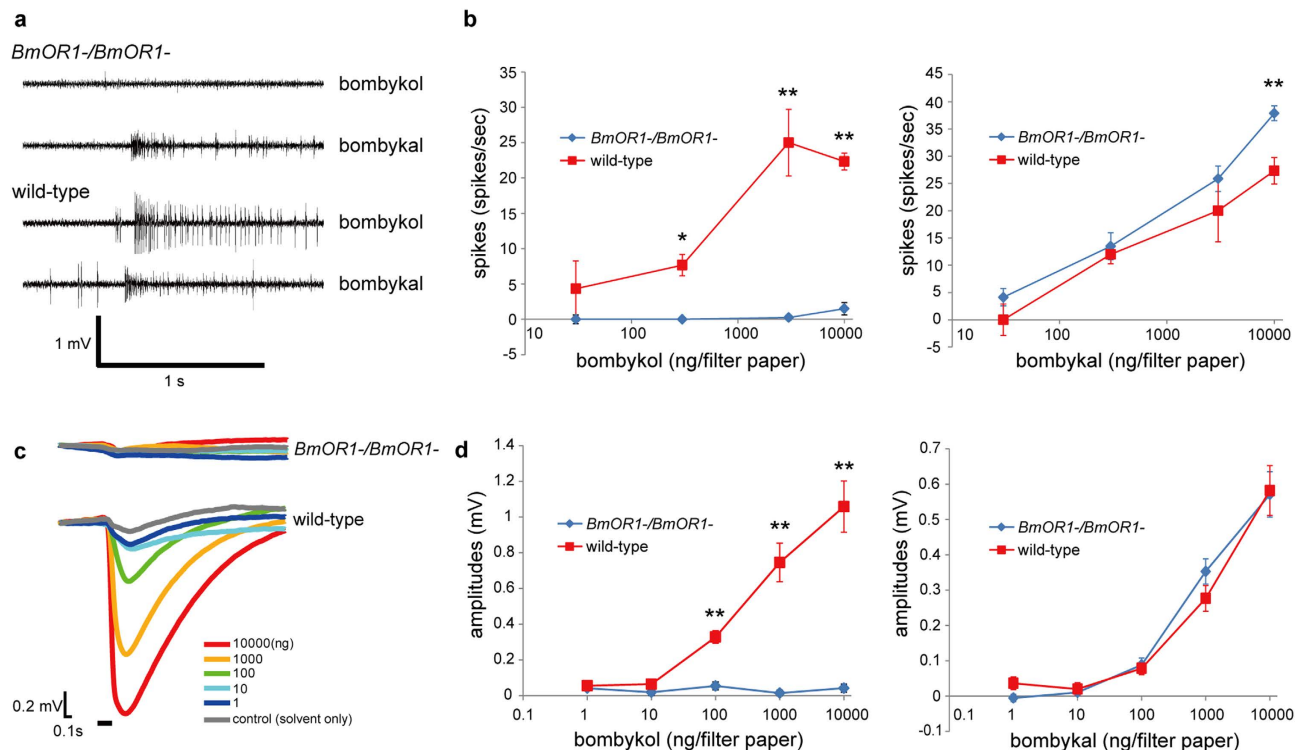 a
BmOR1-/BmOR1-
bombykol
bombykal
wild-type
bombykol
bombykal
1 mV
1 s
b
35
30
25
20
15
10
5
0
-5
spikes (spikes/sec)
BmOR1-/BmOR1-
wild-type
*
**
**
10
100
1000
10000
bombykol (ng/filter paper)
45
40
35
30
25
20
15
10
5
0
-5
spikes (spikes/sec)
BmOR1-/BmOR1-
wild-type
**
10
100
1000
10000
bombykal (ng/filter paper)
c
BmOR1-/BmOR1-
wild-type
10000(ng)
1000
100
10
1
control (solvent only)
0.2 mV
0.1s
d
1.4
1.2
1
0.8
0.6
0.4
0.2
0
amplitudes (mV)
BmOR1-/BmOR1-
wild-type
**
**
**
0.1
1
10
100
1000
10000
bombykol (ng/filter paper)
0.7
0.6
0.5
0.4
0.3
0.2
0.1
0
-0.1
amplitudes (mV)
BmOR1-/BmOR1-
wild-type
0.1
1
10
100
1000
10000
bombykal (ng/filter paper)